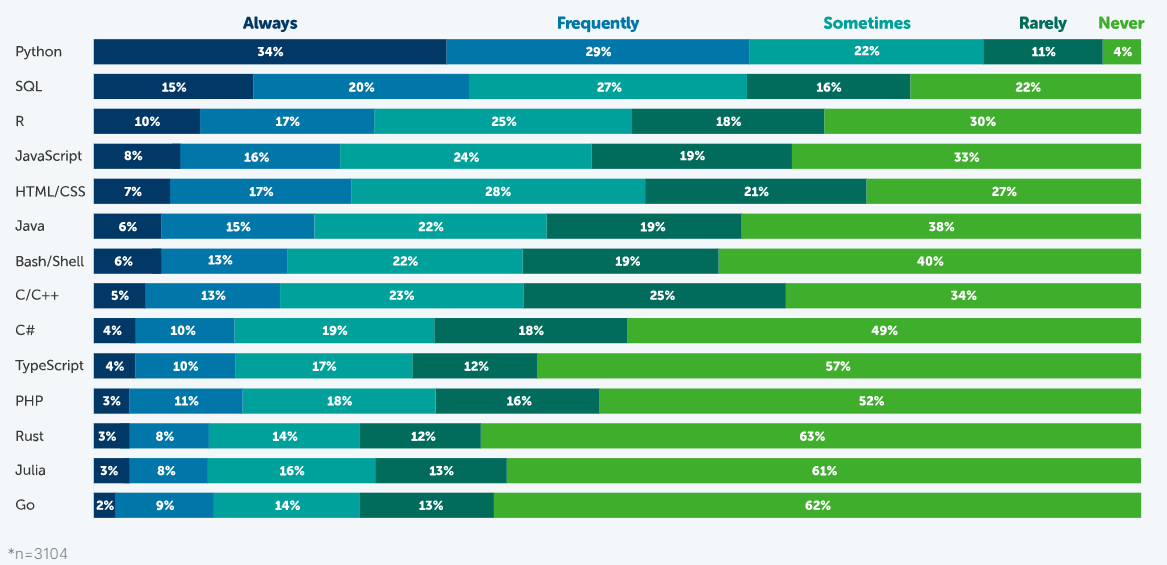 Always Frequently Sometimes Rarely Never
Python 34% 29% 22% 11% 4%
SQL 15% 20% 27% 16% 22%
R 10% 17% 25% 18% 30%
JavaScript 8% 16% 24% 19% 33%
HTML/CSS 7% 17% 28% 21% 27%
Java 6% 15% 22% 19% 38%
Bash/Shell 6% 13% 22% 19% 40%
C/C++ 5% 13% 23% 25% 34%
C# 4% 10% 19% 18% 49%
TypeScript 4% 10% 17% 12% 57%
PHP 3% 11% 18% 16% 52%
Rust 3% 8% 14% 12% 63%
Julia 3% 8% 16% 13% 61%
Go 2% 9% 14% 13% 62%
*n=3104